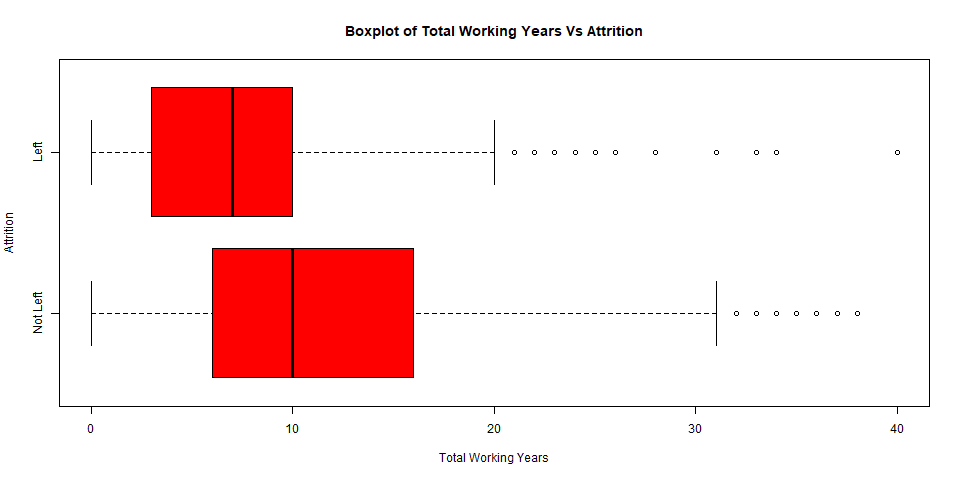 Boxplot of Total Working Years Vs Attrition
Attrition
Left
Not Left
0 10 20 30 40
Total Working Years